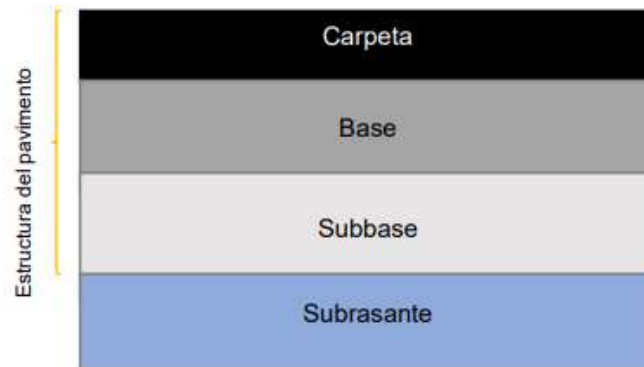 Estructura del pavimento
Carpeta
Base
Subbase
Subrasante